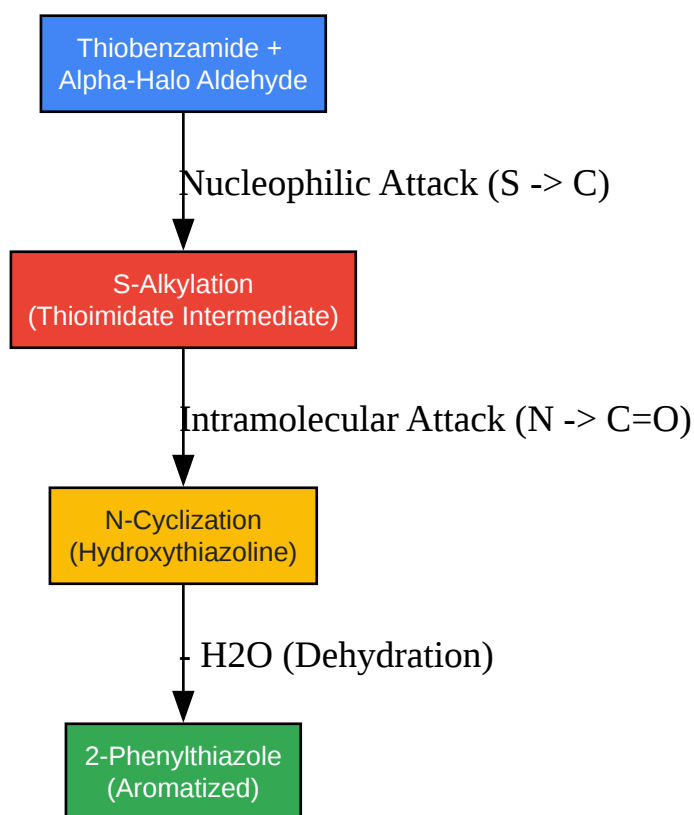 Thiobenzamide +
Alpha-Halo Aldehyde
Nucleophilic Attack (S -> C)
S-Alkylation
(Thioimidate Intermediate)
Intramolecular Attack (N -> C=O)
N-Cyclization
(Hydroxythiazoline)
- H2O (Dehydration)
2-Phenylthiazole
(Aromatized)